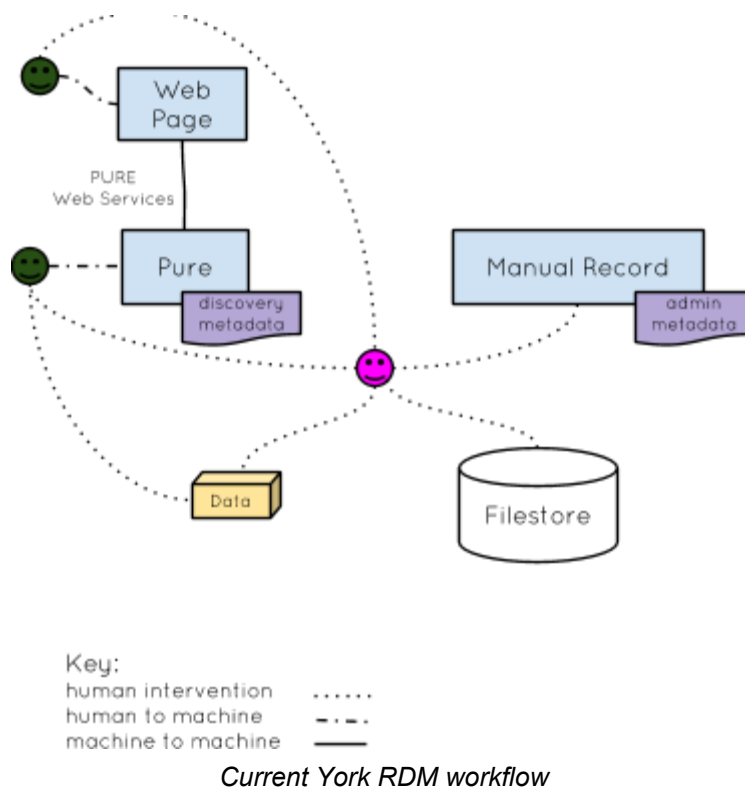 Web
Page
PURE
Web Services
Pure
discovery
metadata
Manual Record
admin
metadata
Data
Filestore
Key:
human intervention
human to machine
machine to machine
Current York RDM workflow